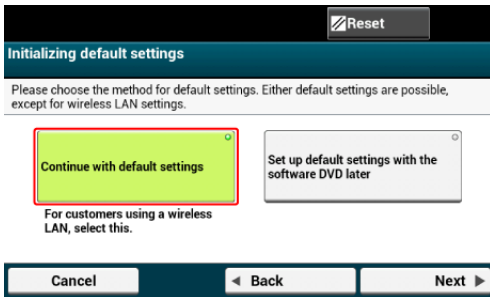 Reset
Initializing default settings
Please choose the method for default settings. Either default settings are possible,
except for wireless LAN settings.
Continue with default settings
Set up default settings with the
software DVD later
For customers using a wireless
LAN, select this.
Cancel
Back
Next